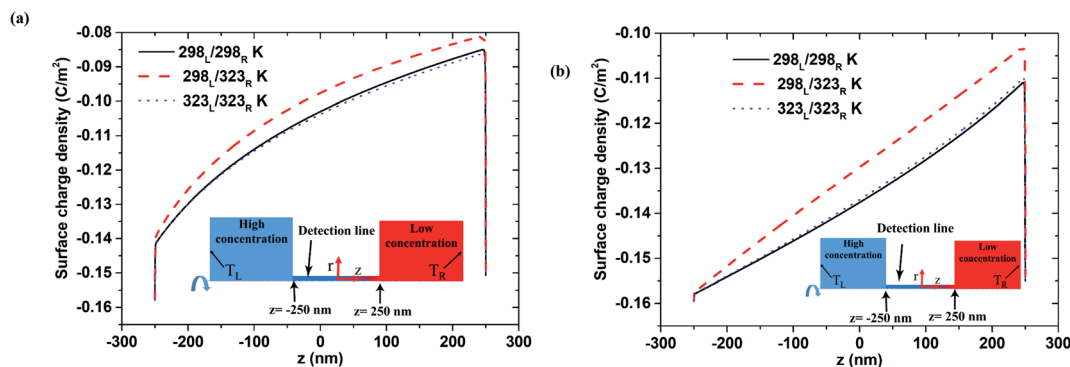 (a)
Surface charge density (C/m²)
-0.08
-0.09
-0.10
-0.11
-0.12
-0.13
-0.14
-0.15
-0.16
298L/298R K
298L/323R K
323L/323R K
High
concentration
Detection line
Low
concentration
TL
r
z
TR
z= -250 nm
z= 250 nm
-300
-200
-100
0
100
200
300
z (nm)
(b)
Surface charge density (C/m²)
-0.10
-0.11
-0.12
-0.13
-0.14
-0.15
-0.16
298L/298R K
298L/323R K
323L/323R K
High
concentration
Detection line
Low
concentration
TL
r
z
TR
z= -250 nm
z= 250 nm
-300
-200
-100
0
100
200
300
z (nm)